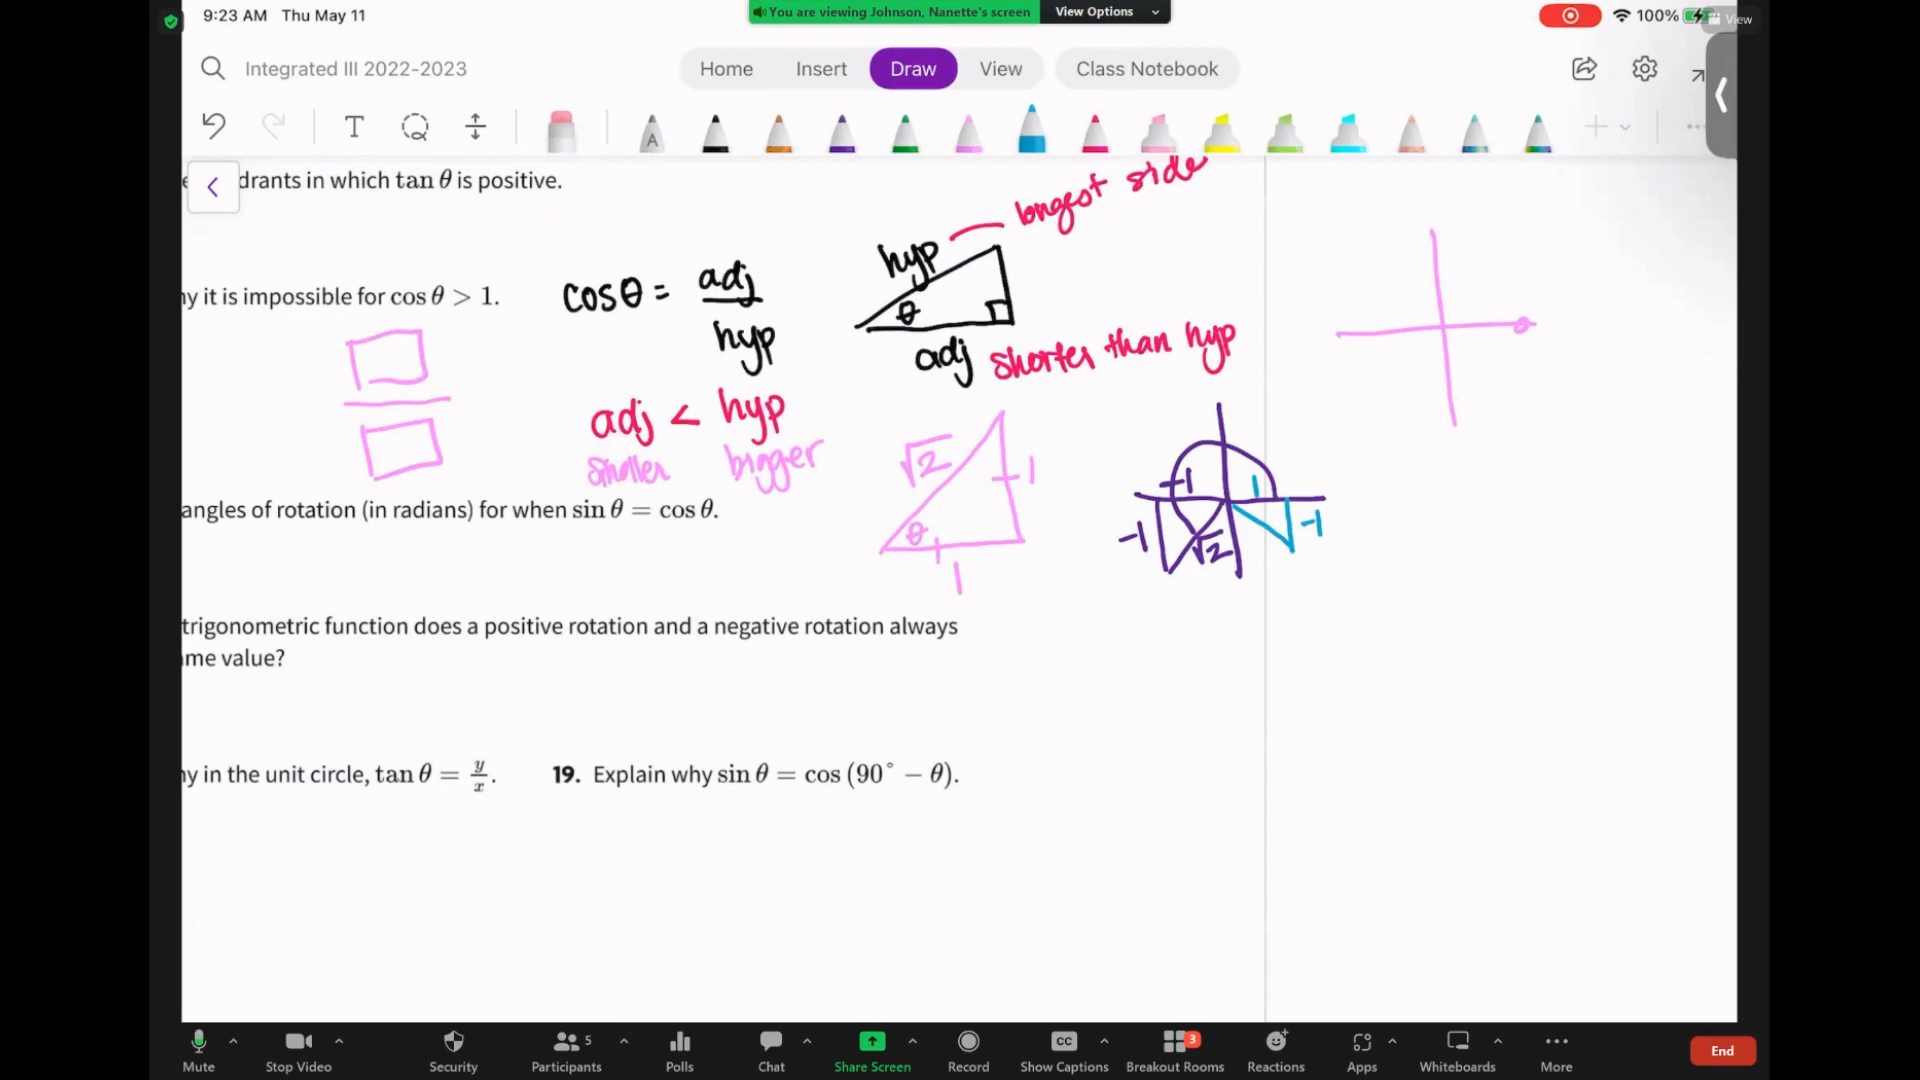 9:23 AM Thu May 11
You are viewing Johnson, Nanette's screen
View Options
100%
View
Integrated III 2022-2023
Home
Insert
Draw
View
Class Notebook
T
A
drants in which tan θ is positive.
longest side
hyp
θ
adj shorter than hyp
y it is impossible for cos θ > 1.
cosθ = adj
hyp
adj < hyp
smaller bigger
√2
1
θ
1
-1
1
-1
√2
-1
angles of rotation (in radians) for when sin θ = cos θ.
trigonometric function does a positive rotation and a negative rotation always
me value?
y in the unit circle, tan θ = y/x.
19. Explain why sin θ = cos (90° − θ).
Mute
Stop Video
Security
5
Participants
Polls
Chat
Share Screen
Record
CC
Show Captions
3
Breakout Rooms
Reactions
Apps
Whiteboards
More
End